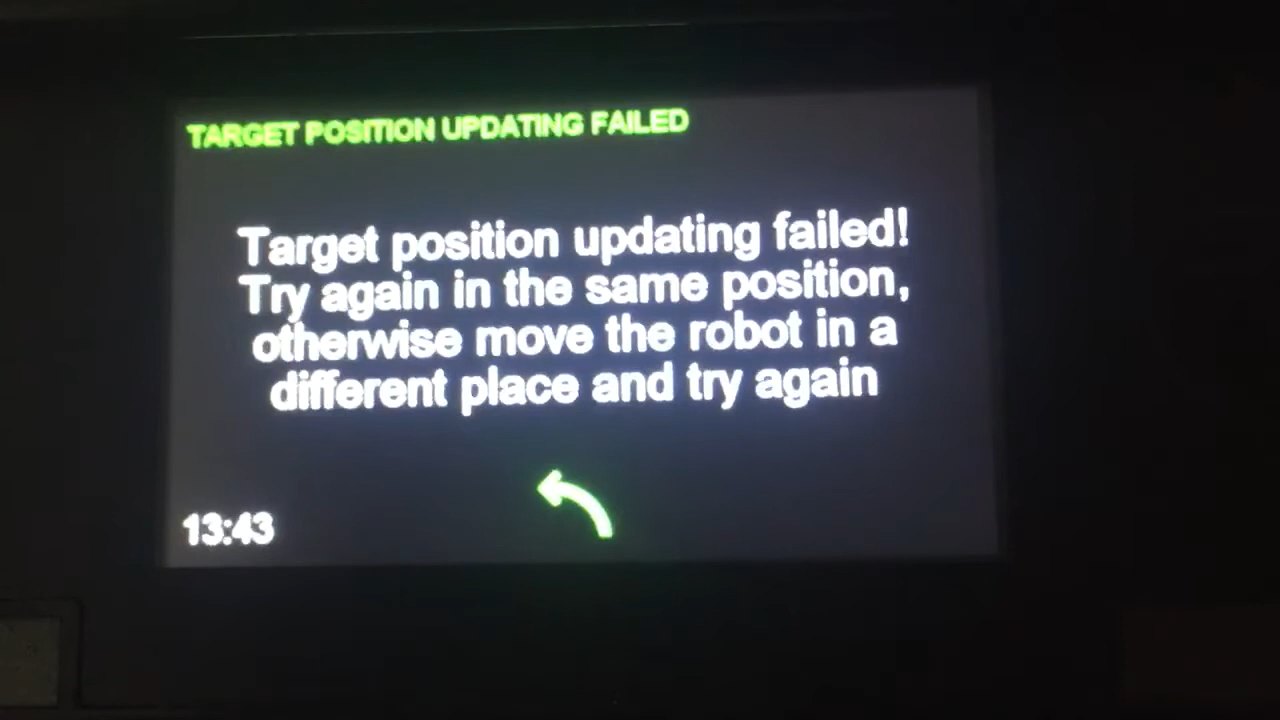 TARGET POSITION UPDATING FAILED
Target position updating failed!
Try again in the same position,
otherwise move the robot in a
different place and try again
13:43